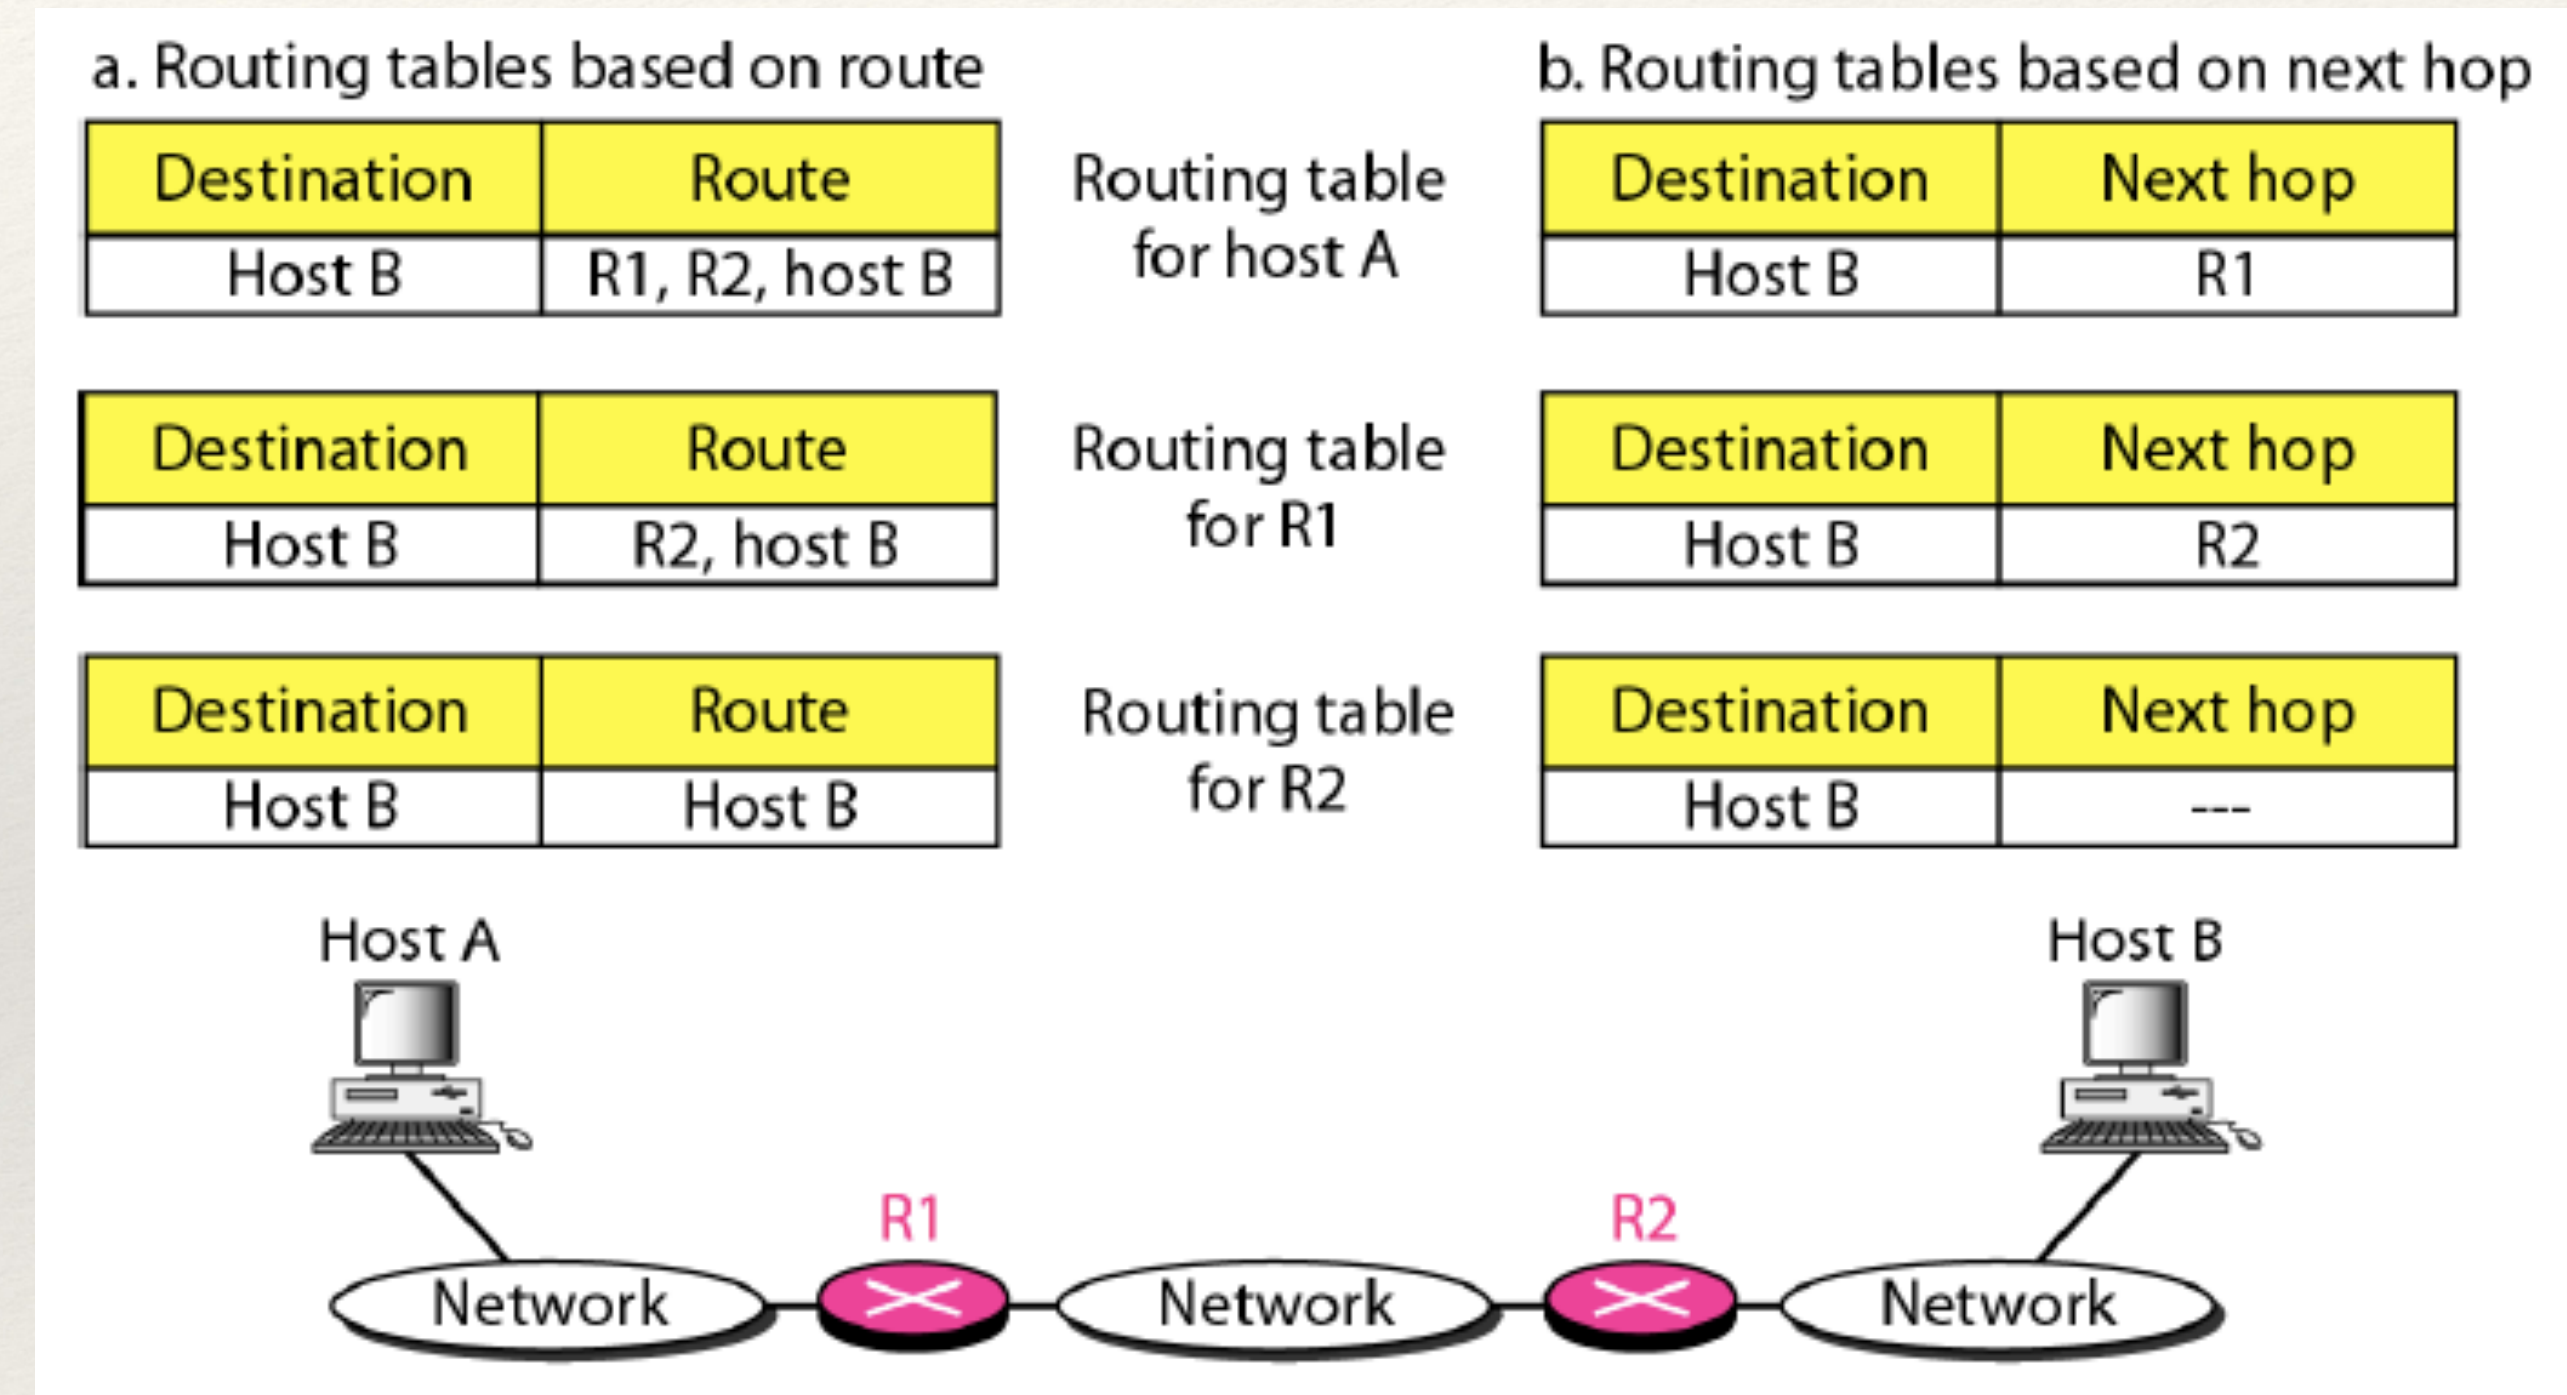 a. Routing tables based on route
b. Routing tables based on next hop
Destination Route
Host B R1, R2, host B
Routing table
for host A
Destination Next hop
Host B R1
Destination Route
Host B R2, host B
Routing table
for R1
Destination Next hop
Host B R2
Destination Route
Host B Host B
Routing table
for R2
Destination Next hop
Host B ---
Host A
Host B
R1
R2
Network
Network
Network